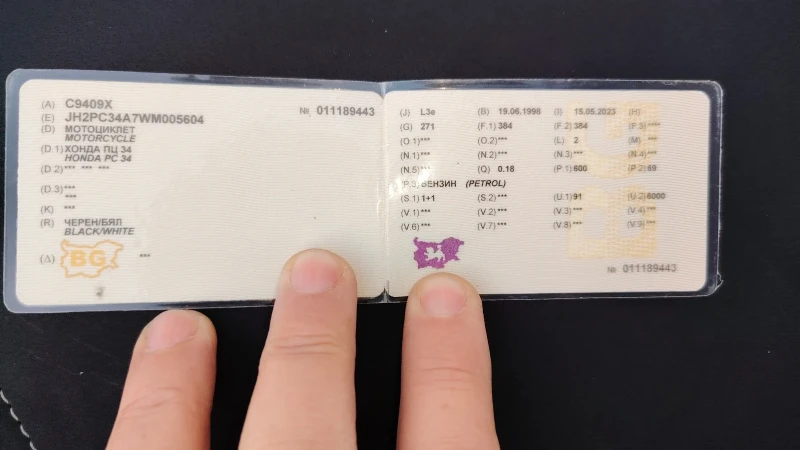 (A) C9409X
№ 011189443
(E) JH2PC34A7WM005604
(D) МОТОЦИКЛЕТ
MOTORCYCLE
(D.1) ХОНДА ПЦ 34
HONDA PC 34
(D.2) *** *** ***
(D.3) ***
***
(K) ***
(R) ЧЕРЕН/БЯЛ
BLACK/WHITE
(Δ) BG ***
(J) L3e (B) 19.06.1998 (I) 15.05.2023 (H)
(G) 271 (F.1) 384 (F.2) 384 (F.3) ***
(O.1) *** (O.2) *** (L) 2 (M) ***
(N.1) *** (N.2) *** (N.3) *** (N.4) ***
(N.5) *** (Q) 0.18 (P.1) 600 (P.2) 69
(P.3) БЕНЗИН (PETROL)
(S.1) 1+1 (S.2) *** (U.1) 91 (U.2) 6000
(V.1) *** (V.2) *** (V.3) *** (V.4) ***
(V.6) *** (V.7) *** (V.8) *** (V.9) ***
№ 011189443